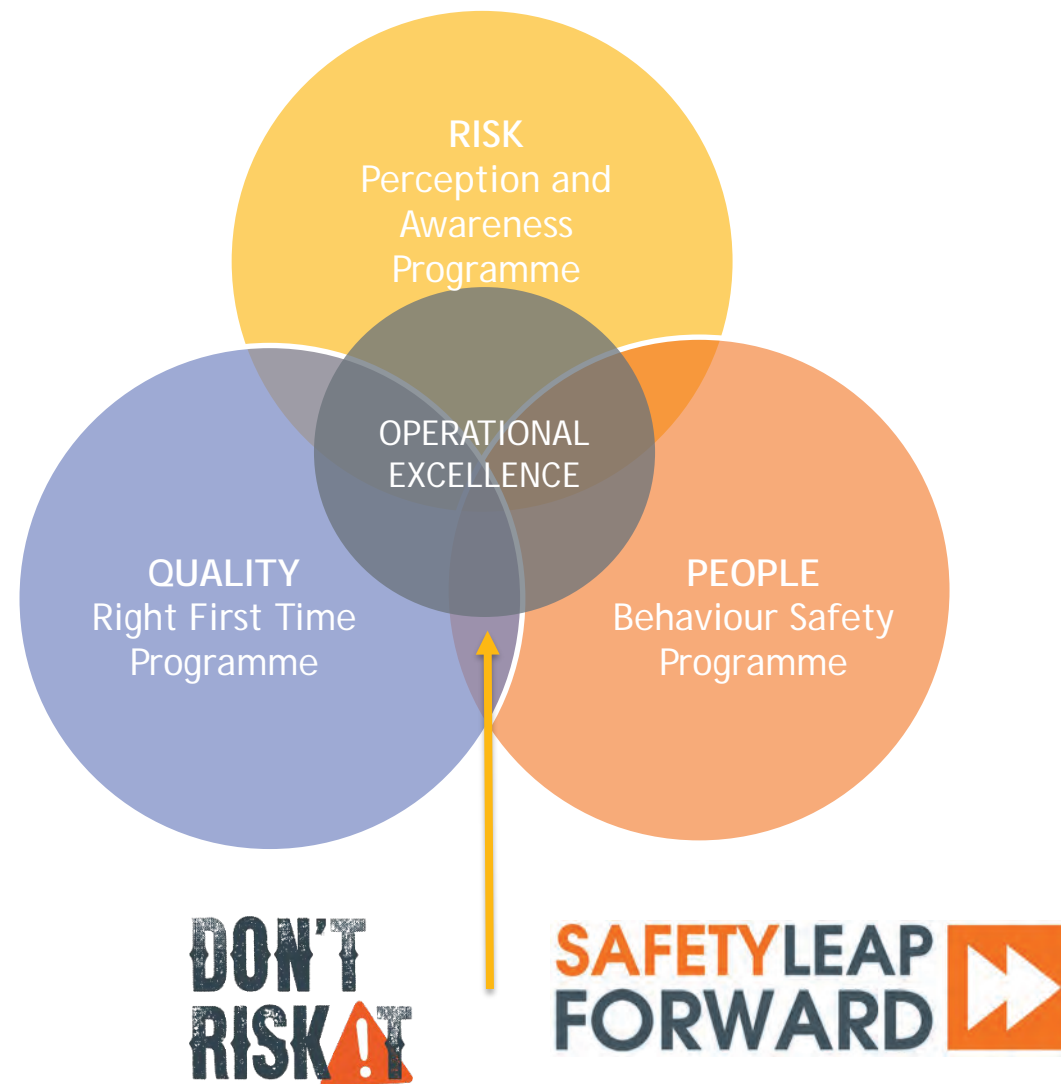 RISK
Perception and
Awareness
Programme
OPERATIONAL
EXCELLENCE
QUALITY
Right First Time
Programme
PEOPLE
Behaviour Safety
Programme
DON'T
RISK IT
SAFETYLEAP
FORWARD